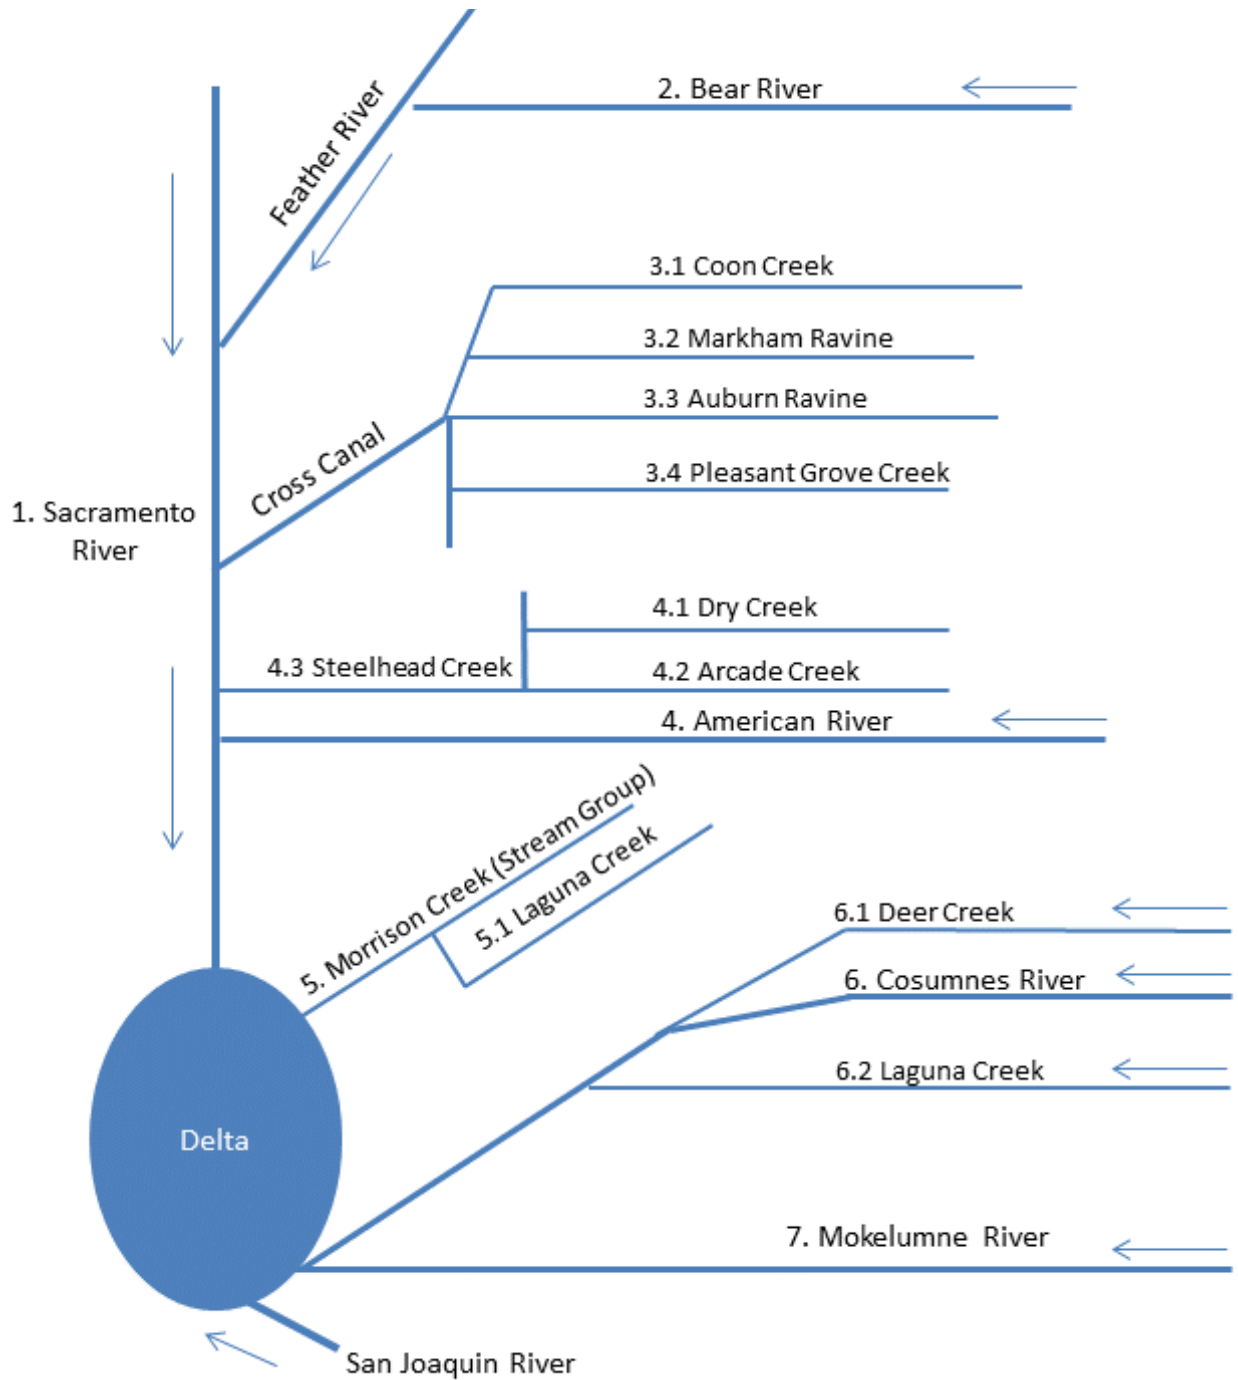 2. Bear River
Feather River
3.1 Coon Creek
3.2 Markham Ravine
3.3 Auburn Ravine
Cross Canal
3.4 Pleasant Grove Creek
1. Sacramento
River
4.1 Dry Creek
4.3 Steelhead Creek
4.2 Arcade Creek
4. American River
5. Morrison Creek (Stream Group)
5.1 Laguna Creek
6.1 Deer Creek
6. Cosumnes River
6.2 Laguna Creek
Delta
7. Mokelumne River
San Joaquin River